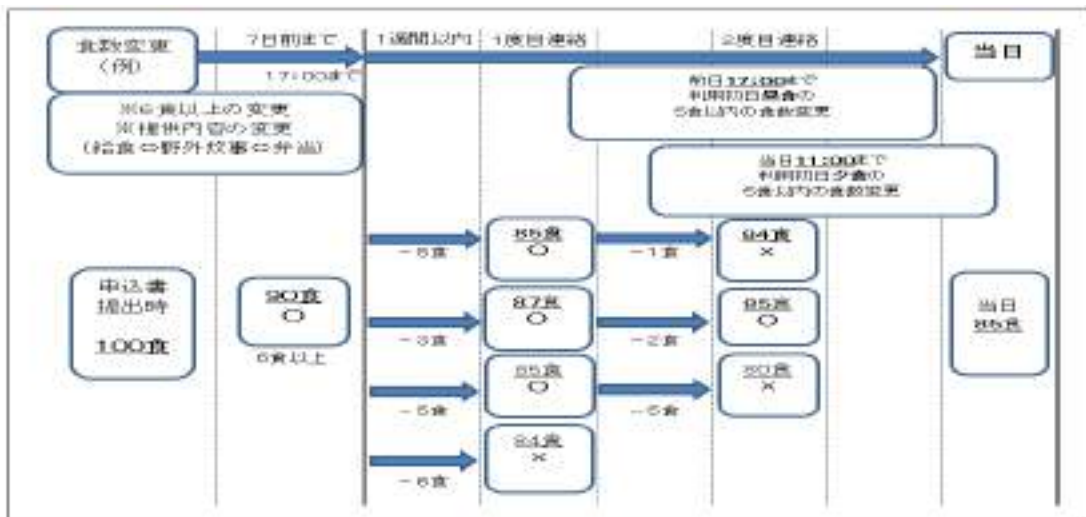 食数変更
(例)
7日前まで
17:00まで
1週間以内
1度目連絡
2度目連絡
当日
※6食以上の変更
※提供内容の変更
(給食⇔野外炊事⇔弁当)
前日17:00まで
利用初日昼食の
5食以内の食数変更
当日11:00まで
利用初日夕食の
5食以内の食数変更
申込書
提出時
100食
90食
○
6食以上
-5食
85食
○
-1食
84食
×
-3食
87食
○
-2食
85食
○
-5食
85食
○
-5食
80食
×
-6食
84食
×
当日
85食